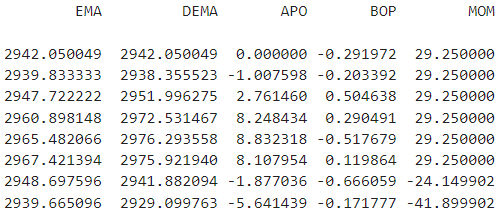 EMA DEMA APO BOP MOM
2942.050049 2942.050049 0.000000 -0.291972 29.250000
2939.833333 2938.355523 -1.007598 -0.203392 29.250000
2947.722222 2951.996275 2.761460 0.504638 29.250000
2960.898148 2972.531467 8.248434 0.290491 29.250000
2965.482066 2976.293558 8.832318 -0.517679 29.250000
2967.421394 2975.921940 8.107954 0.119864 29.250000
2948.697596 2941.882094 -1.877036 -0.666059 -24.149902
2939.665096 2929.099763 -5.641439 -0.171777 -41.899902